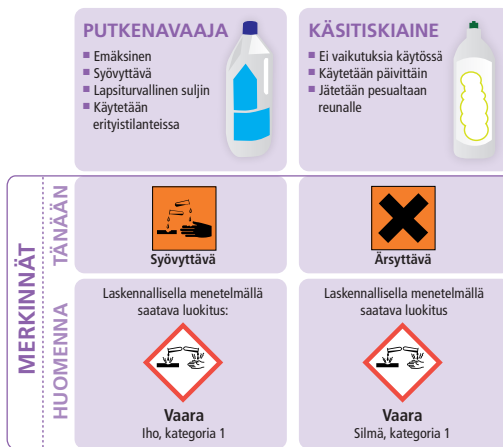 PUTKENAVAAJA
■ Emäksinen
■ Syövyttävä
■ Lapsiturvallinen suljin
■ Käytetään
erityistilanteissa
KÄSITISKIAINE
■ Ei vaikutuksia käytössä
■ Käytetään päivittäin
■ Jätetään pesualtaan
reunalle
MERKINNÄT
TÄNÄÄN
Syövyttävä
Ärsyttävä
HUOMENNA
Laskennallisella menetelmällä
saatava luokitus:
Vaara
Iho, kategoria 1
Laskennallisella menetelmällä
saatava luokitus
Vaara
Silmä, kategoria 1